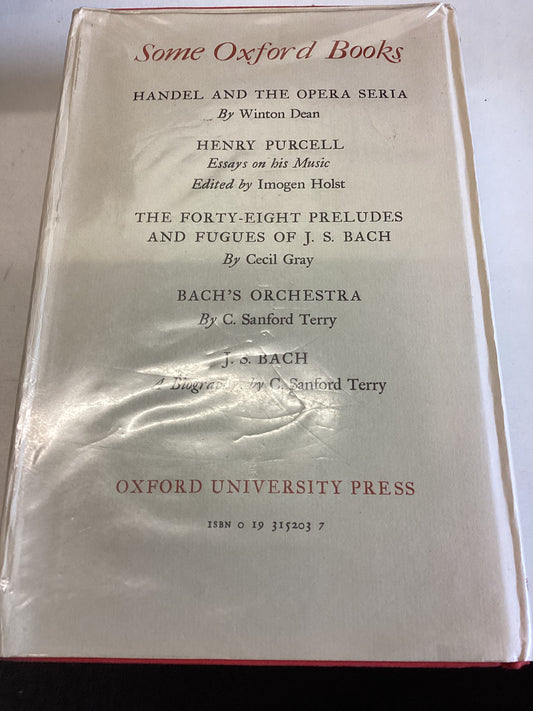 Some Oxford Books
HANDEL AND THE OPERA SERIA
By Winton Dean
HENRY PURCELL
Essays on his Music
Edited by Imogen Holst
THE FORTY-EIGHT PRELUDES
AND FUGUES OF J. S. BACH
By Cecil Gray
BACH'S ORCHESTRA
By C. Sanford Terry
J. S. BACH
A Biography, by C. Sanford Terry
OXFORD UNIVERSITY PRESS
ISBN 0 19 315203 7